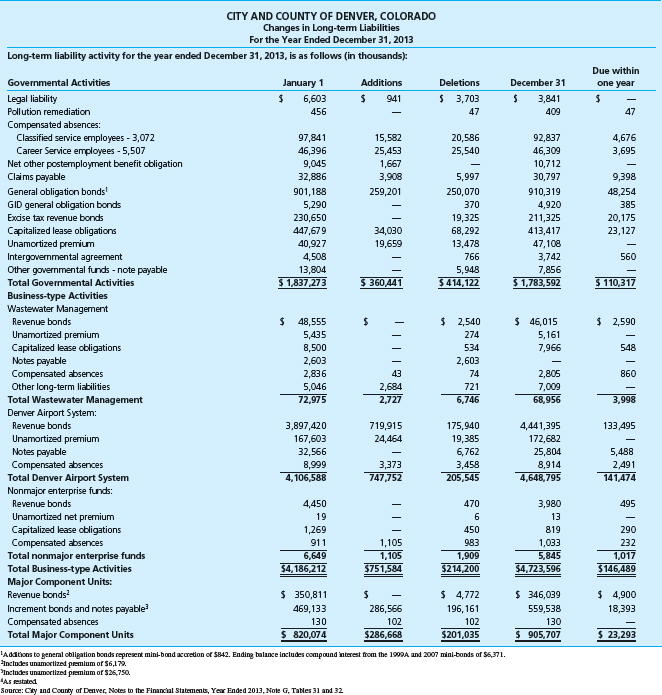 CITY AND COUNTY OF DENVER, COLORADO
Changes in Long-term Liabilities
For the Year Ended December 31, 2013
Long-term liability activity for the year ended December 31, 2013, is as follows (in thousands):
Due within
Governmental Activities January 1 Additions Deletions December 31 one year
Legal liability $ 6,603 $ 941 $ 3,703 $ 3,841 $ —
Pollution remediation 456 — 47 409 47
Compensated absences:
Classified service employees - 3,072 97,841 15,582 20,586 92,837 4,676
Career Service employees - 5,507 46,396 25,453 25,540 46,309 3,695
Net other postemployment benefit obligation 9,045 1,667 — 10,712 —
Claims payable 32,886 3,908 5,997 30,797 9,398
General obligation bonds¹ 901,188 259,201 250,070 910,319 48,254
GID general obligation bonds 5,290 — 370 4,920 385
Excise tax revenue bonds 230,650 — 19,325 211,325 20,175
Capitalized lease obligations 447,679 34,030 68,292 413,417 23,127
Unamortized premium 40,927 19,659 13,478 47,108 —
Intergovernmental agreement 4,508 — 766 3,742 560
Other governmental funds - note payable 13,804 — 5,948 7,856 —
Total Governmental Activities $ 1,837,273 $ 360,441 $ 414,122 $ 1,783,592 $ 110,317
Business-type Activities
Wastewater Management
Revenue bonds $ 48,555 $ — $ 2,540 $ 46,015 $ 2,590
Unamortized premium 5,435 — 274 5,161 —
Capitalized lease obligations 8,500 — 534 7,966 548
Notes payable 2,603 — 2,603 — —
Compensated absences 2,836 43 74 2,805 860
Other long-term liabilities 5,046 2,684 721 7,009 —
Total Wastewater Management 72,975 2,727 6,746 68,956 3,998
Denver Airport System:
Revenue bonds 3,897,420 719,915 175,940 4,441,395 133,495
Unamortized premium 167,603 24,464 19,385 172,682 —
Notes payable 32,566 — 6,762 25,804 5,488
Compensated absences 8,999 3,373 3,458 8,914 2,491
Total Denver Airport System 4,106,588 747,752 205,545 4,648,795 141,474
Nonmajor enterprise funds:
Revenue bonds 4,450 — 470 3,980 495
Unamortized net premium 19 — 6 13 —
Capitalized lease obligations 1,269 — 450 819 290
Compensated absences 911 1,105 983 1,033 232
Total nonmajor enterprise funds 6,649 1,105 1,909 5,845 1,017
Total Business-type Activities $4,186,212 $751,584 $214,200 $4,723,596 $146,489
Major Component Units:
Revenue bonds² $ 350,811 $ — $ 4,772 $ 346,039 $ 4,900
Increment bonds and notes payable³ 469,133 286,566 196,161 559,538 18,393
Compensated absences 130 102 102 130 —
Total Major Component Units $ 820,074 $286,668 $201,035 $ 905,707 $ 23,293
¹Additions to general obligation bonds represent mini-bond accretion of $842. Ending balance includes compound interest from the 1999A and 2007 mini-bonds of $6,371.
²Includes unamortized premium of $6,179.
³Includes unamortized premium of $26,750.
⁴As restated.
Source: City and County of Denver, Notes to the Financial Statements, Year Ended 2013, Note G, Tables 31 and 32.